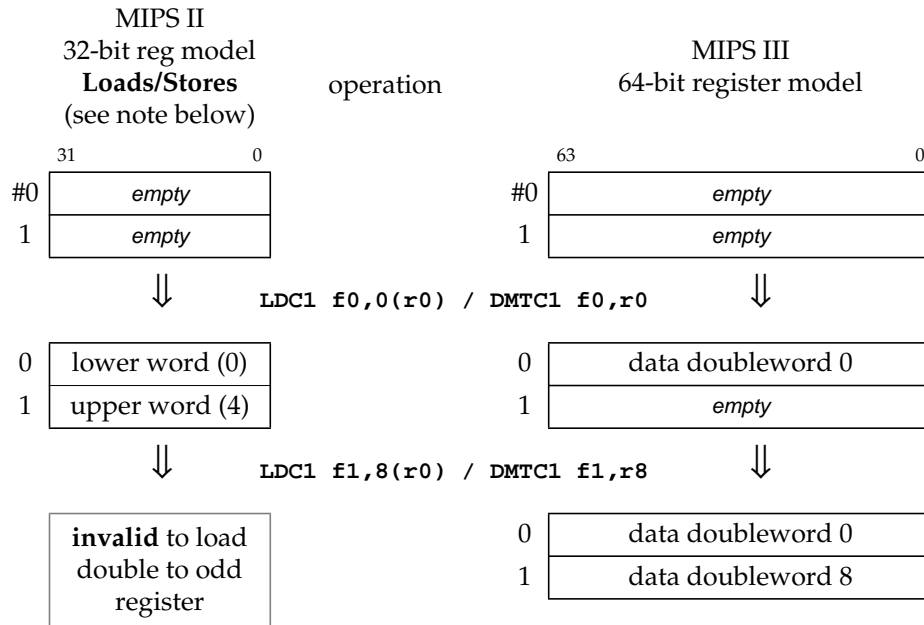 MIPS II
32-bit reg model
Loads/Stores
(see note below)
operation
MIPS III
64-bit register model
31 0
63 0
#0 empty
1 empty
#0 empty
1 empty
⇓ LDC1 f0,0(r0) / DMTC1 f0,r0 ⇓
0 lower word (0)
1 upper word (4)
0 data doubleword 0
1 empty
⇓ LDC1 f1,8(r0) / DMTC1 f1,r8 ⇓
invalid to load
double to odd
register
0 data doubleword 0
1 data doubleword 8